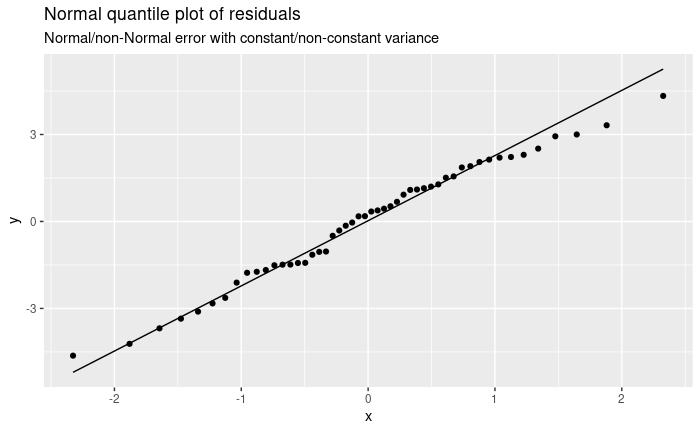 Normal quantile plot of residuals
Normal/non-Normal error with constant/non-constant variance
3
0
-3
y
-2 -1 0 1 2
x